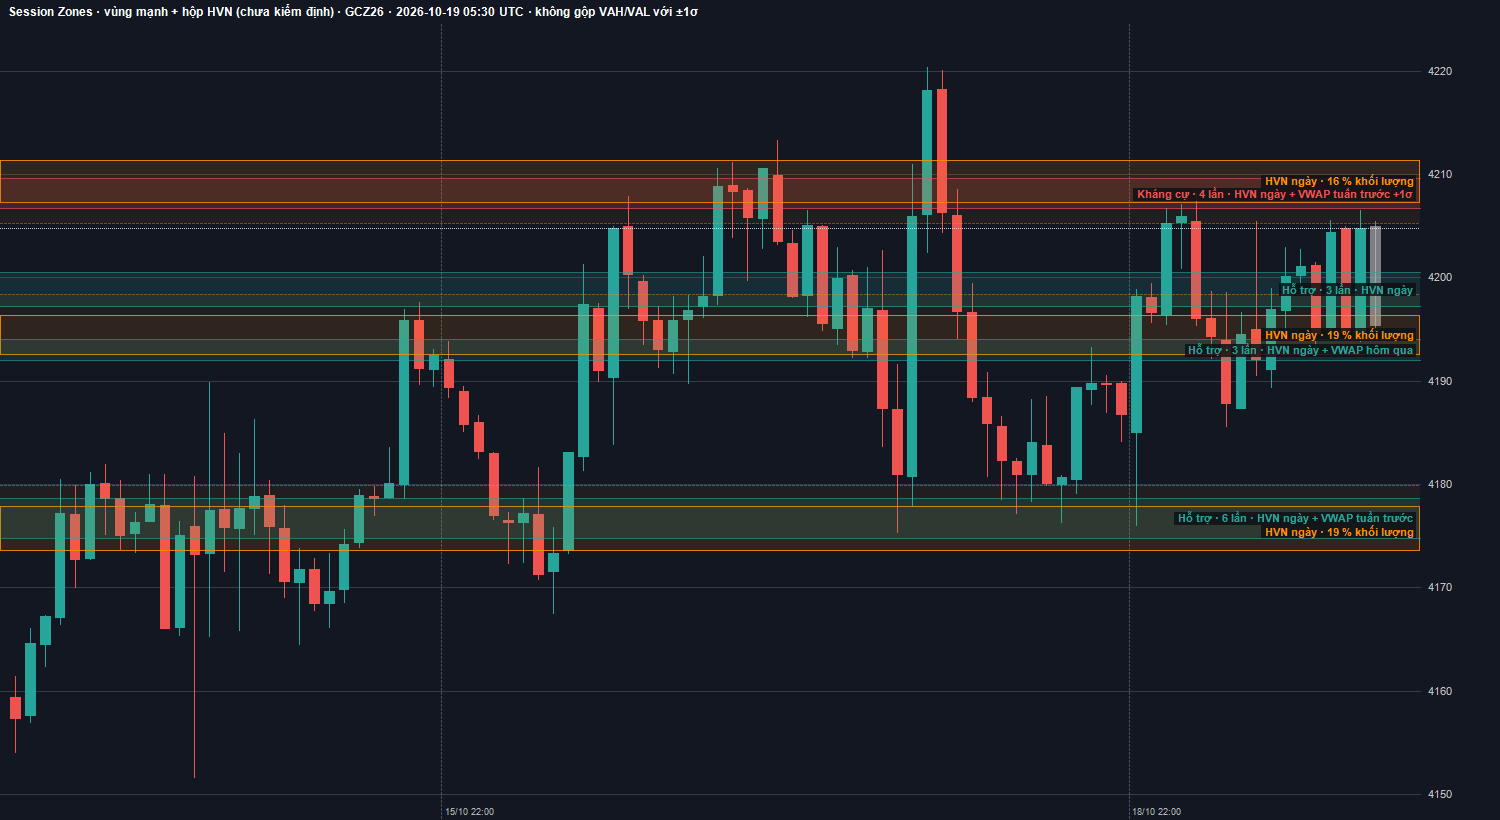 Session Zones · vùng mạnh + hộp HVN (chưa kiểm định) · GCZ26 · 2026-10-19 05:30 UTC · không gộp VAH/VAL với ±1σ
4220
4210
HVN ngày · 16 % khối lượng
Kháng cự · 4 lần · HVN ngày + VWAP tuần trước +1σ
4200
Hỗ trợ · 3 lần · HVN ngày
HVN ngày · 19 % khối lượng
Hỗ trợ · 3 lần · HVN ngày + VWAP hôm qua
4190
4180
Hỗ trợ · 6 lần · HVN ngày + VWAP tuần trước
HVN ngày · 19 % khối lượng
4170
4160
4150
15/10 22:00
18/10 22:00